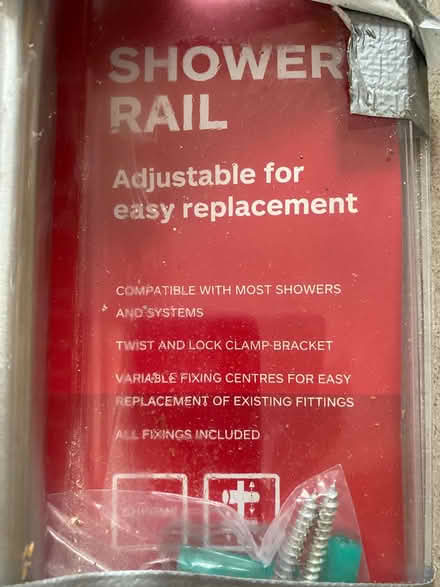 SHOWER
RAIL
Adjustable for
easy replacement
COMPATIBLE WITH MOST SHOWERS
AND SYSTEMS
TWIST AND LOCK CLAMP-BRACKET
VARIABLE FIXING CENTRES FOR EASY
REPLACEMENT OF EXISTING FITTINGS
ALL FIXINGS INCLUDED